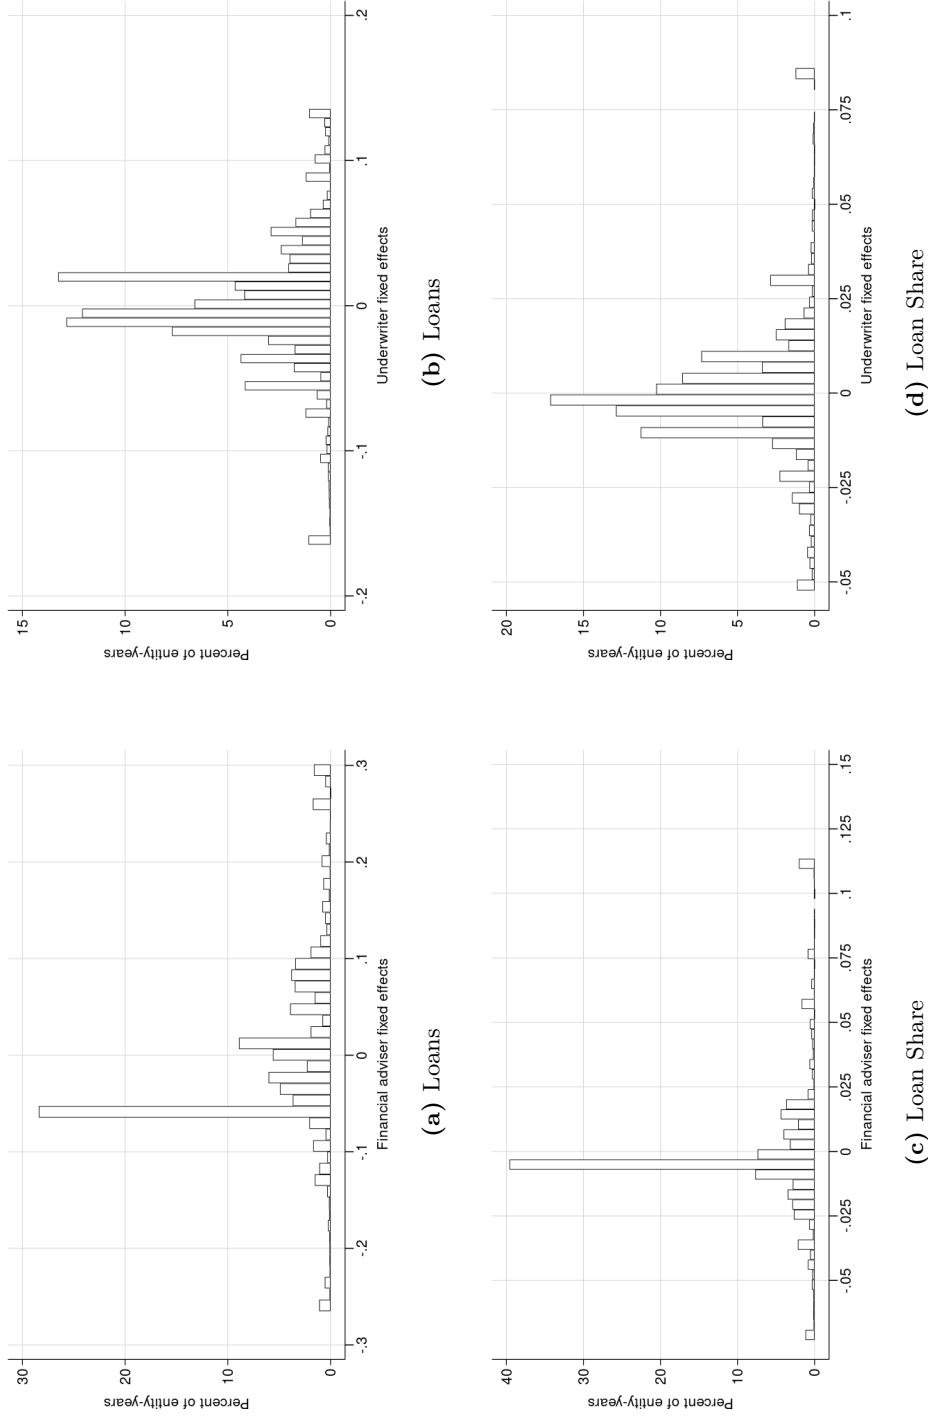 Percent of entity-years
30
20
10
0
-.3 -.2 -.1 0 .1 .2 .3
Financial adviser fixed effects
(a) Loans
Percent of entity-years
15
10
5
0
-.2 -.1 0 .1 .2
Underwriter fixed effects
(b) Loans
Percent of entity-years
40
30
20
10
0
-.05 -.025 0 .025 .05 .075 .1 .125 .15
Financial adviser fixed effects
(c) Loan Share
Percent of entity-years
20
15
10
5
0
-.05 -.025 0 .025 .05 .075 .1
Underwriter fixed effects
(d) Loan Share